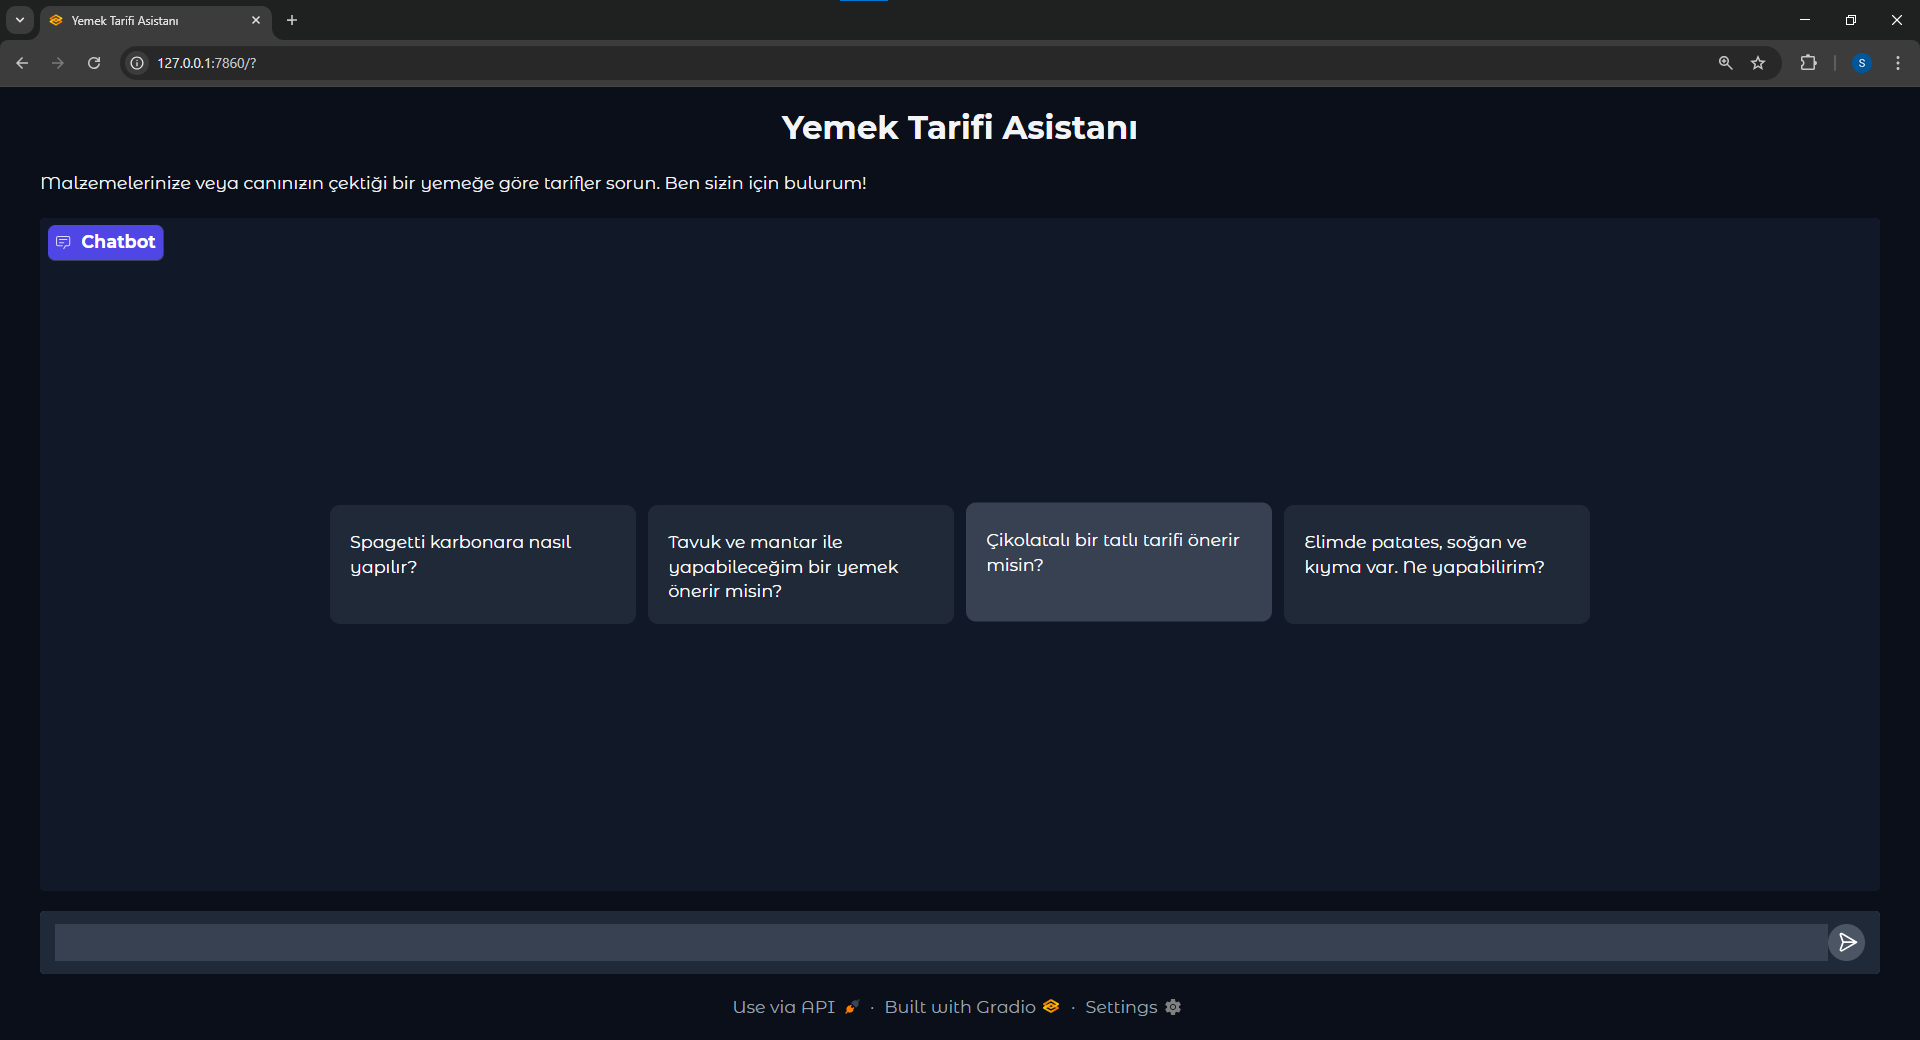 Yemek Tarifi Asistanı
127.0.0.1:7860/?
S
Yemek Tarifi Asistanı
Malzemelerinize veya canınızın çektiği bir yemeğe göre tarifler sorun. Ben sizin için bulurum!
Chatbot
Spagetti karbonara nasıl
yapılır?
Tavuk ve mantar ile
yapabileceğim bir yemek
önerir misin?
Çikolatalı bir tatlı tarifi önerir
misin?
Elimde patates, soğan ve
kıyma var. Ne yapabilirim?
Use via API · Built with Gradio · Settings